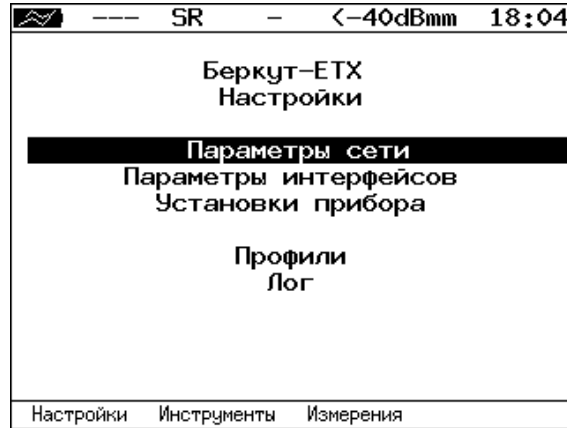 --- SR – <-40dBmm 18:04
Беркут-ETX
Настройки
Параметры сети
Параметры интерфейсов
Установки прибора
Профили
Лог
Настройки Инструменты Измерения